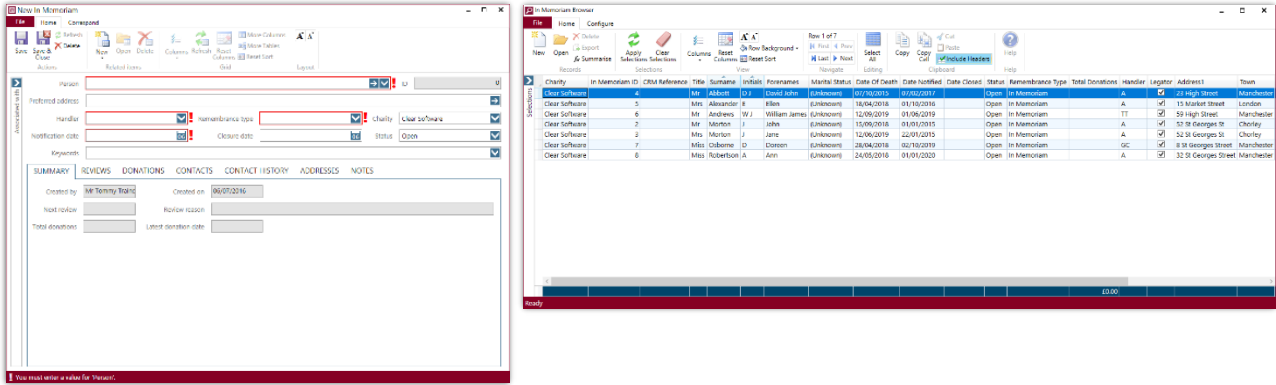 New In Memoriam
File Home Correspond
Save Save & Close Refresh Delete
Actions
New Open Delete
Related Items
Columns Refresh Reset Columns Move Columns Move Tables Reset Sort
Grid
A A
Layout
Associated with
Person ID 0
Preferred address
Handler Remembrance type Charity Clear Software
Notification date Closure date Status Open
Keywords
SUMMARY REVIEWS DONATIONS CONTACTS CONTACT HISTORY ADDRESSES NOTES
Created by Mr Tommy Traind Created on 06/07/2016
Next review Review reason
Total donations Latest donation date
You must enter a value for 'Person'.
In Memoriam Browser
File Home Configure
New Open Delete Export Summarise
Records
Apply Selections Clear Selections
Selections
Columns Reset Columns A A Row Background Reset Sort
View
Row 1 of 7
First Prev
Last Next
Navigate
Select All
Editing
Copy Copy Cell Cut Paste Include Headers
Clipboard
Help
Help
Selections
Charity In Memoriam ID CRM Reference Title Surname Initials Forenames Marital Status Date Of Death Date Notified Date Closed Status Remembrance Type Total Donations Handler Legator Address1 Town
Clear Software 4 Mr Abbott D J David John (Unknown) 07/10/2015 07/02/2017 Open In Memoriam A 23 High Street Manchester
Clear Software 5 Mrs Alexander E Ellen (Unknown) 18/04/2018 01/10/2016 Open In Memoriam A 15 Market Street London
Clear Software 6 Mr Andrews W J William James (Unknown) 12/09/2019 01/06/2019 Open In Memoriam TT 59 High Street Manchester
Clear Software 2 Mr Morton J John (Unknown) 13/09/2018 01/01/2015 Open In Memoriam A 52 St Georges St Chorley
Clear Software 3 Mrs Morton J Jane (Unknown) 12/06/2019 22/01/2015 Open In Memoriam A 52 St Georges St Chorley
Clear Software 7 Miss Osborne D Doreen (Unknown) 28/04/2018 02/10/2019 Open In Memoriam GC 8 St Georges Street Manchester
Clear Software 8 Miss Robertson A Ann (Unknown) 24/05/2018 01/01/2020 Open In Memoriam A 32 St Georges Street Manchester
£0.00
Ready